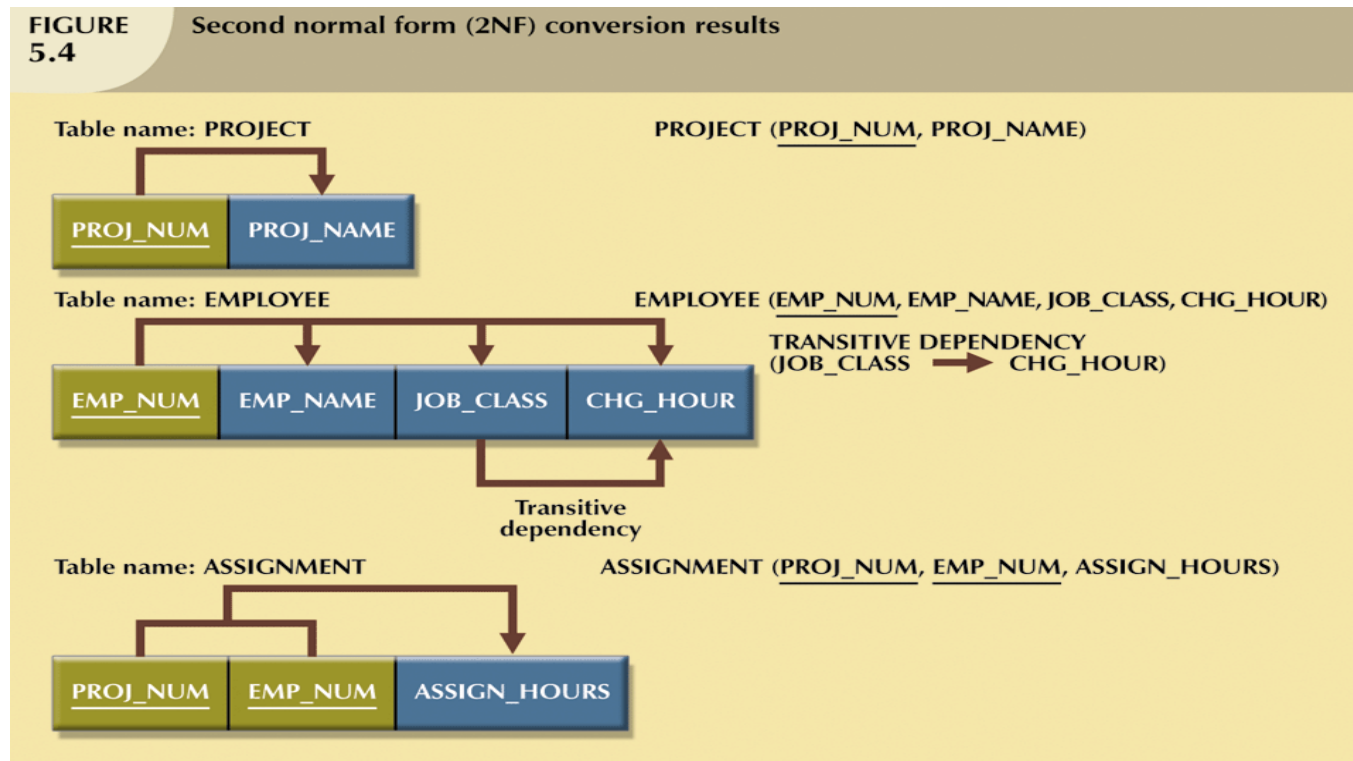 FIGURE 5.4
Second normal form (2NF) conversion results
Table name: PROJECT
PROJECT (PROJ_NUM, PROJ_NAME)
PROJ_NUM PROJ_NAME
Table name: EMPLOYEE
EMPLOYEE (EMP_NUM, EMP_NAME, JOB_CLASS, CHG_HOUR)
TRANSITIVE DEPENDENCY
(JOB_CLASS CHG_HOUR)
EMP_NUM EMP_NAME JOB_CLASS CHG_HOUR
Transitive
dependency
Table name: ASSIGNMENT
ASSIGNMENT (PROJ_NUM, EMP_NUM, ASSIGN_HOURS)
PROJ_NUM EMP_NUM ASSIGN_HOURS